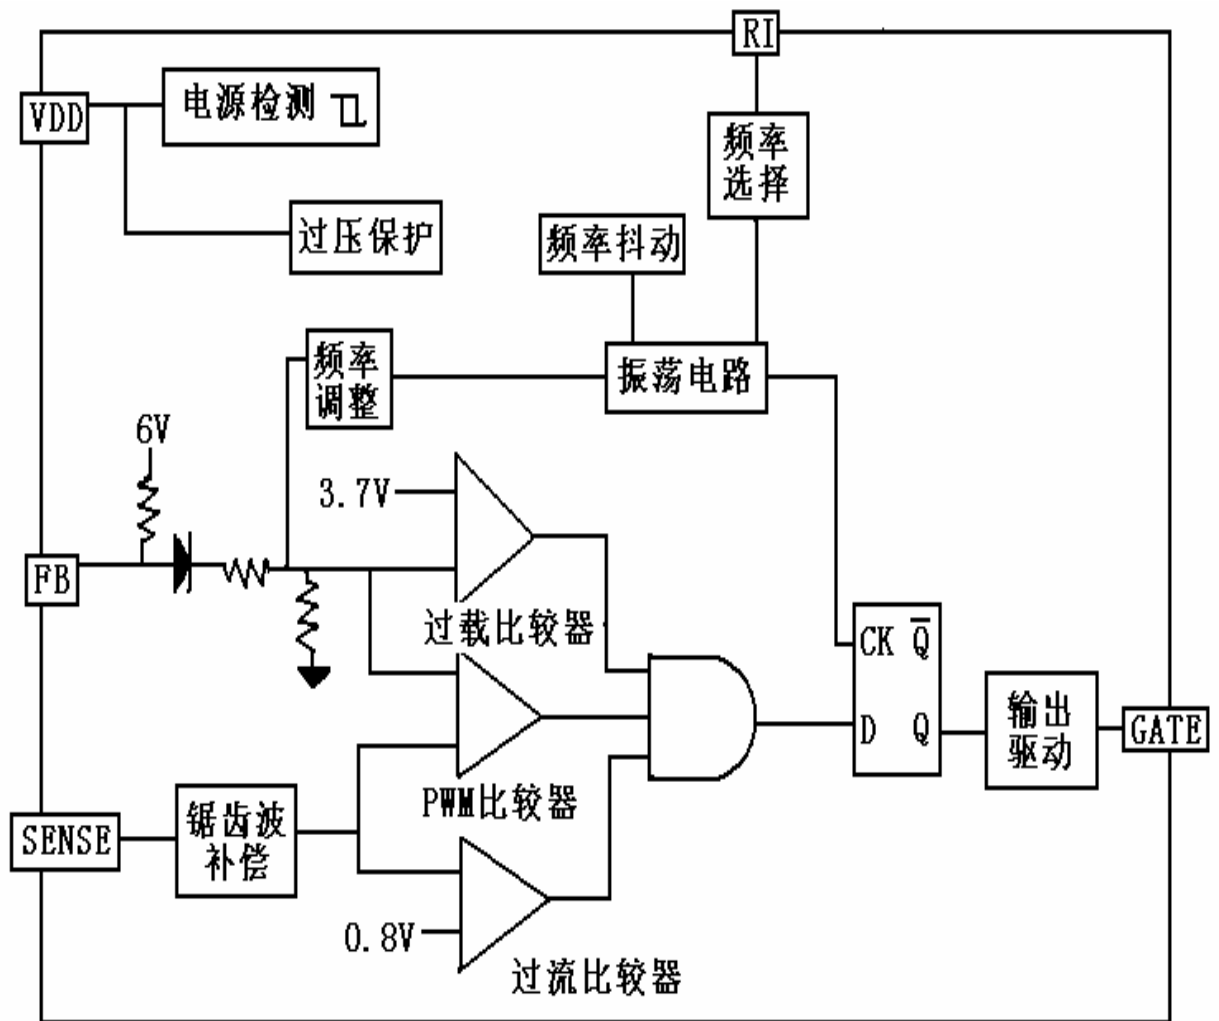 RI
VDD
电源检测
频率
选择
过压保护
频率抖动
频率
调整
振荡电路
6V
3.7V
FB
过载比较器
CK Q̅
D Q
输出
驱动
GATE
PWM比较器
SENSE
锯齿波
补偿
0.8V
过流比较器